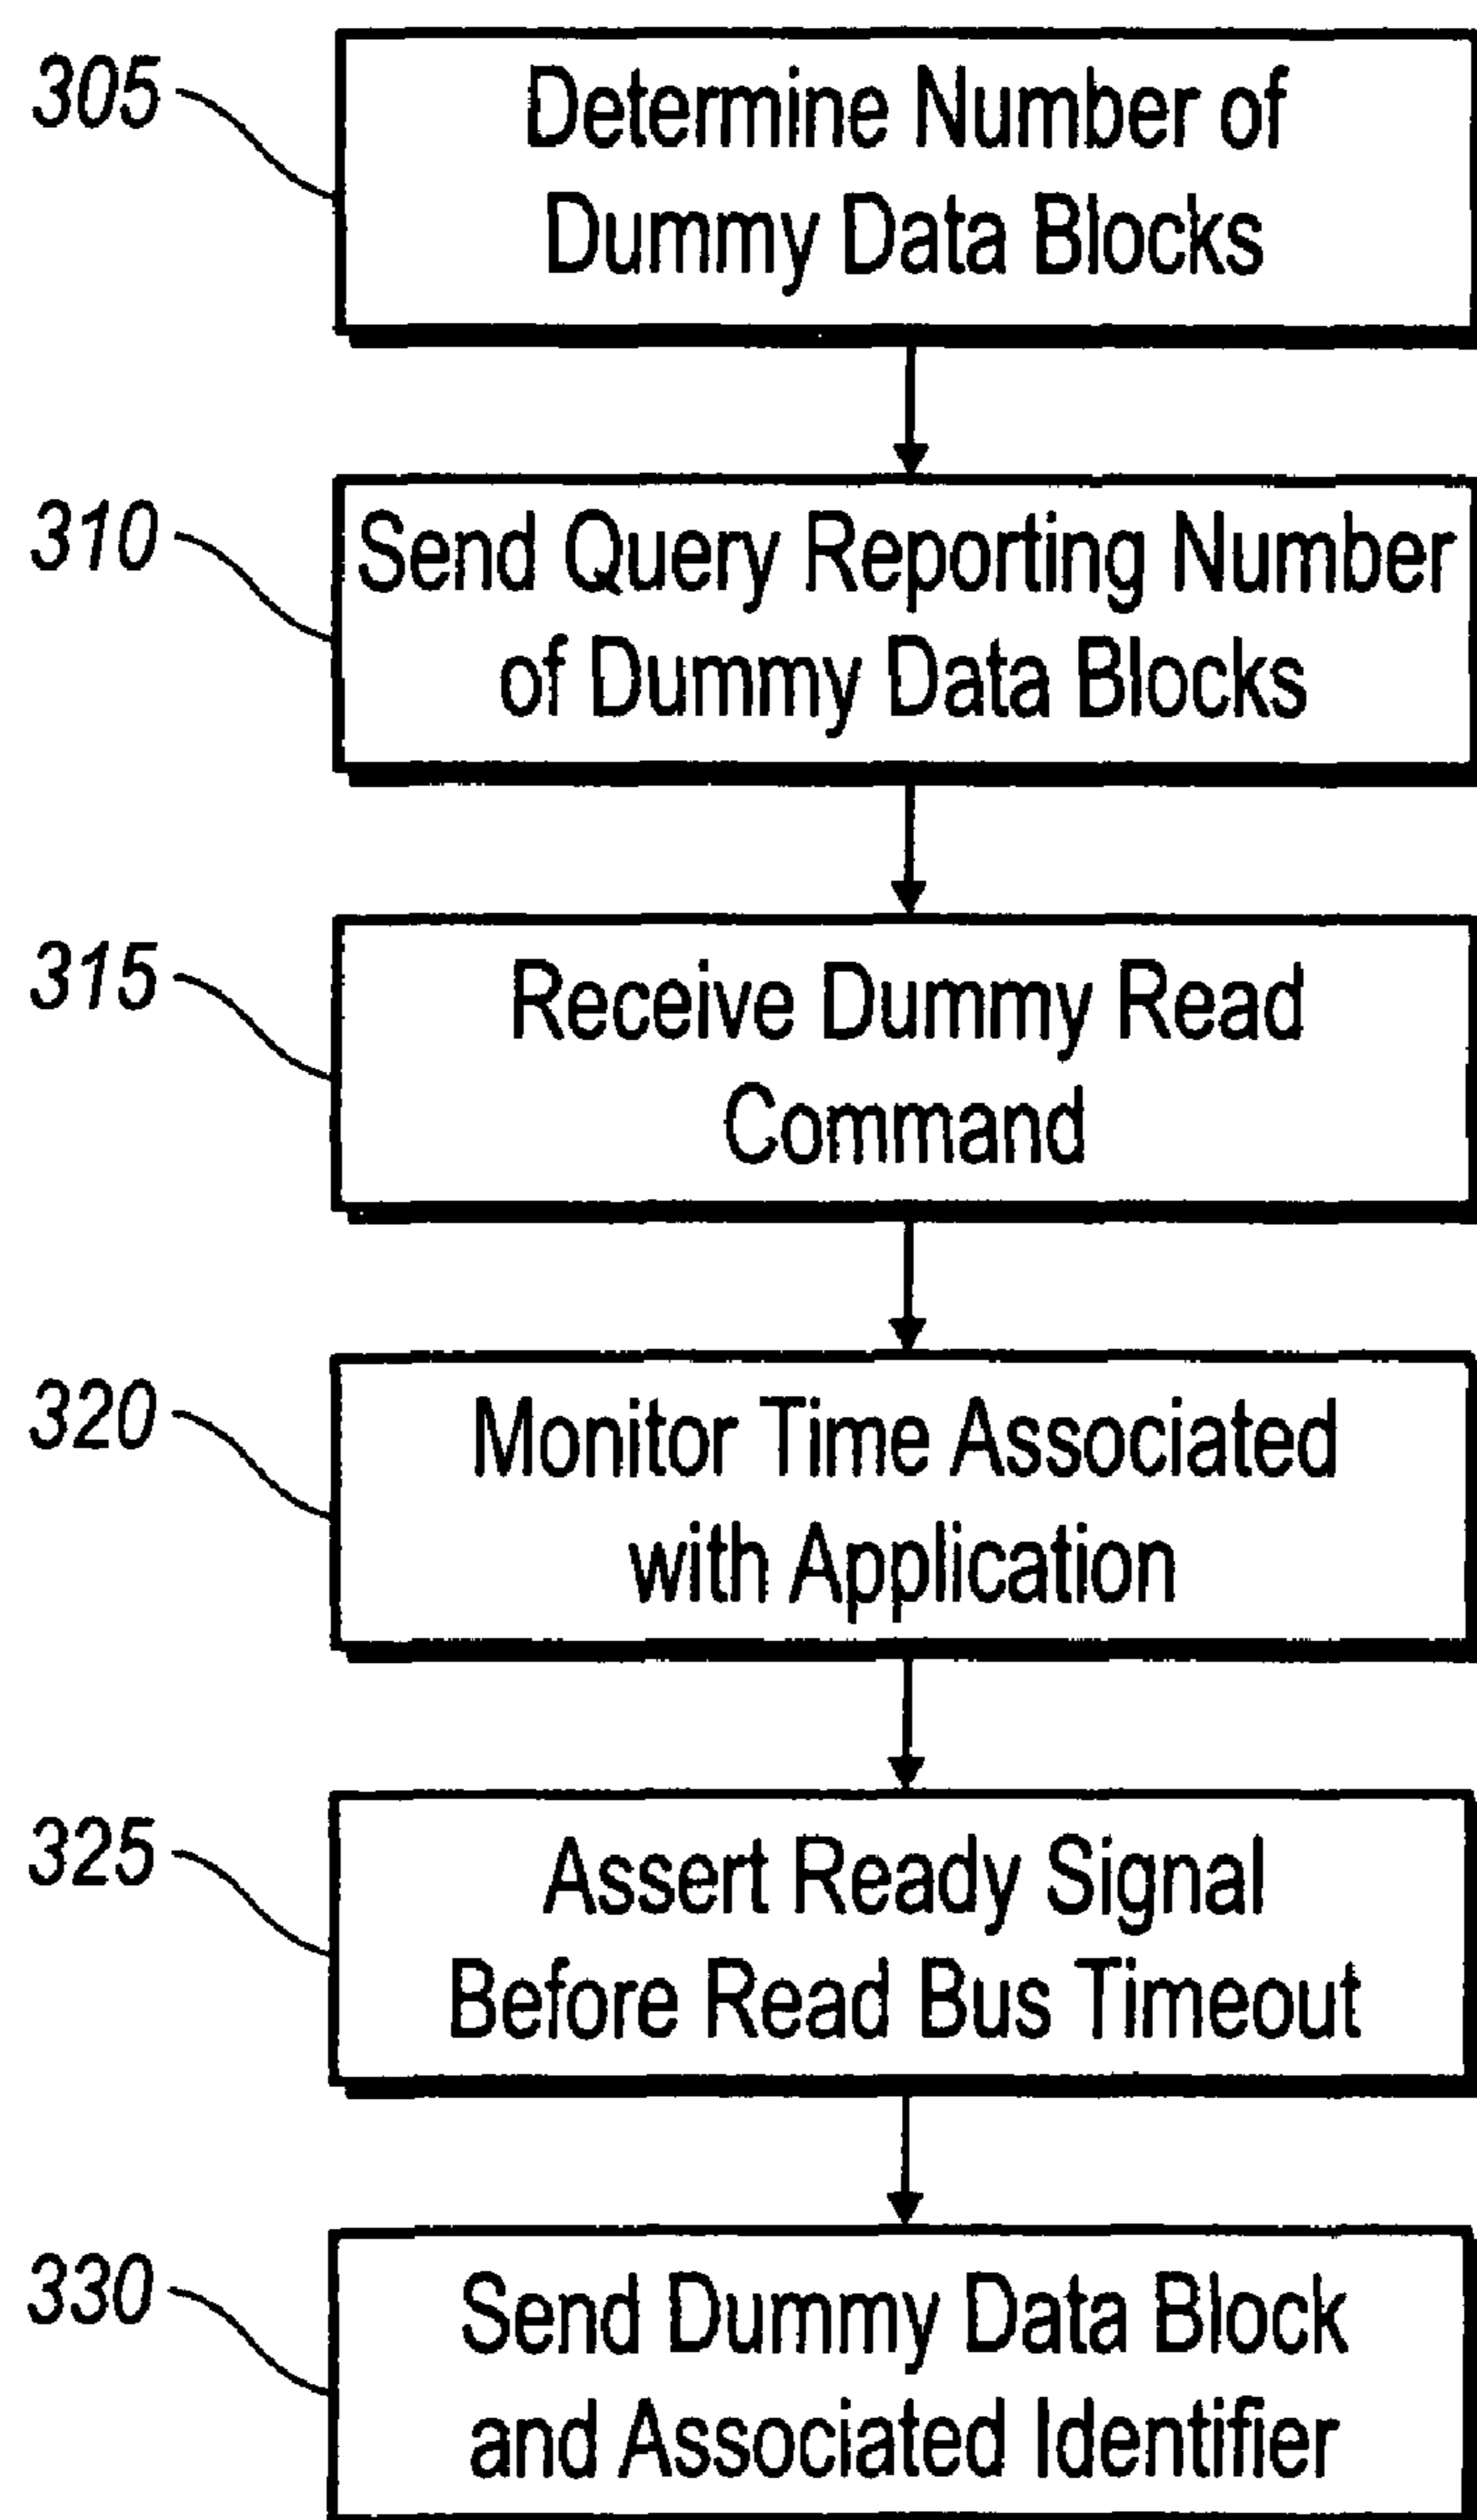 305
Determine Number of
Dummy Data Blocks
310
Send Query Reporting Number
of Dummy Data Blocks
315
Receive Dummy Read
Command
320
Monitor Time Associated
with Application
325
Assert Ready Signal
Before Read Bus Timeout
330
Send Dummy Data Block
and Associated Identifier